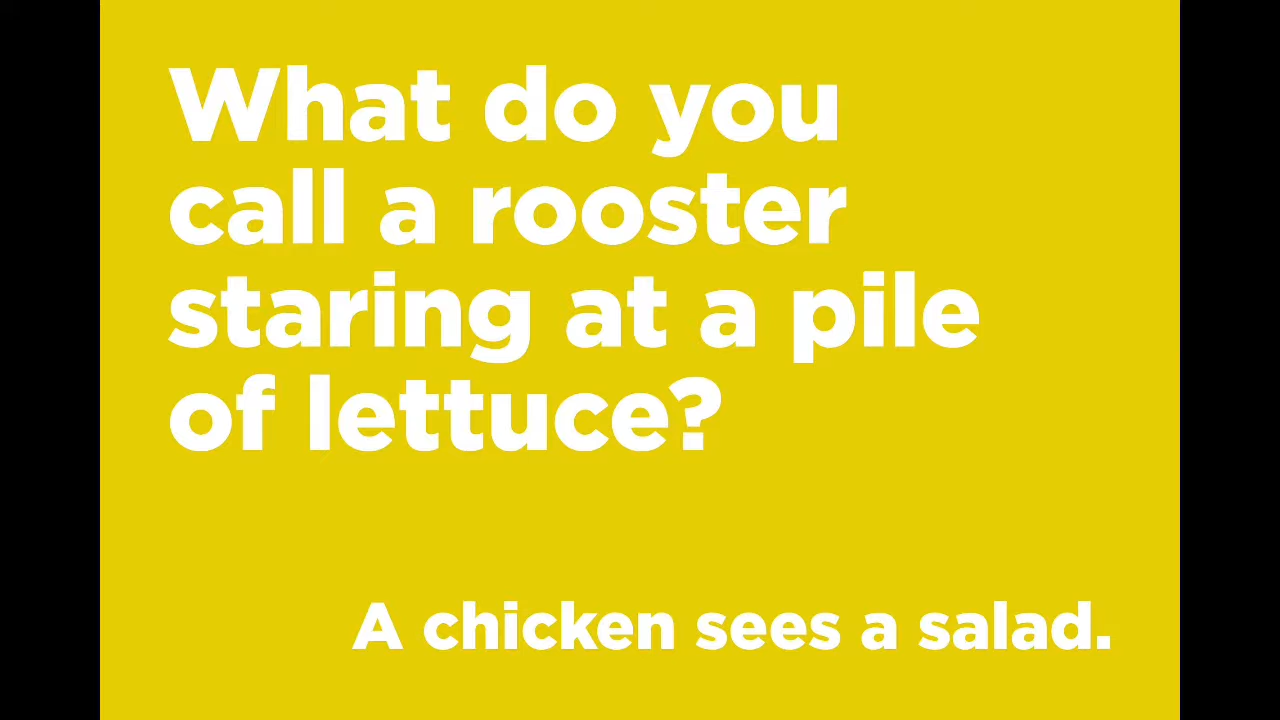 What do you
call a rooster
staring at a pile
of lettuce?
A chicken sees a salad.